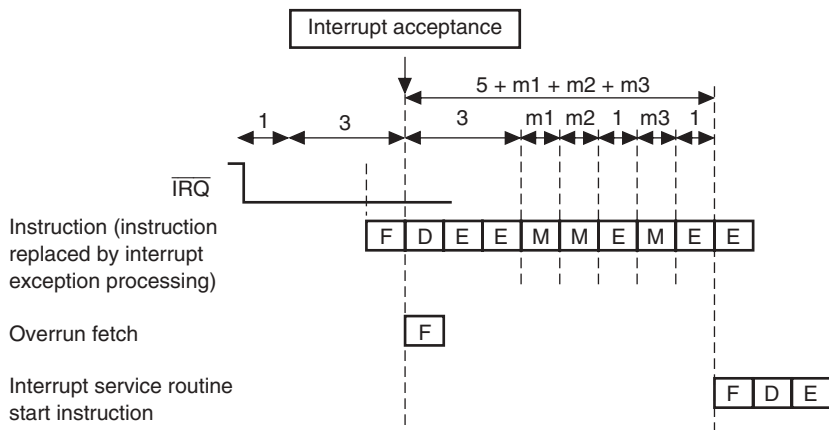 Interrupt acceptance
5 + m1 + m2 + m3
1 3 3 m1 m2 1 m3 1
IRQ
Instruction (instruction
replaced by interrupt
exception processing)
F D E E M M E M E E
Overrun fetch
F
Interrupt service routine
start instruction
F D E